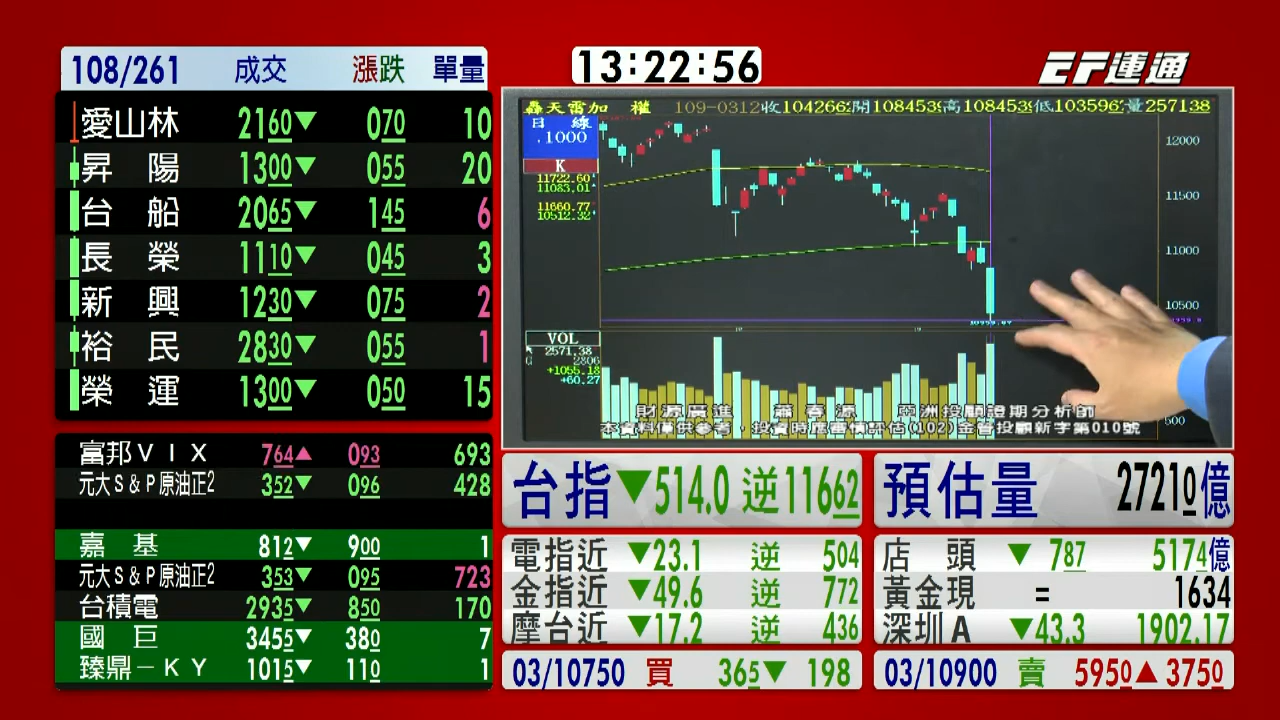 108/261 成交 漲跌 單量
愛山林 2160▼ 070 10
昇陽 1300▼ 055 20
台船 2065▼ 145 6
長榮 1110▼ 045 3
新興 1230▼ 075 2
裕民 2830▼ 055 1
榮運 1300▼ 050 15
富邦VIX 764▲ 093 693
元大S&P原油正2 352▼ 096 428
嘉基 812▼ 900 1
元大S&P原油正2 353▼ 095 723
台積電 2935▼ 850 170
國巨 3455▼ 380 7
臻鼎－KY 1015▼ 110 1
13:22:56
EF運通
轟天雷加 權 109-0312收104266開108453高108453低103596量257138
日 線
.1000
K
11722.60
11083.01
11660.77
10512.32
12000
11500
11000
10500
VOL
2571.38
2806
+1055.18
+60.27
500
財源廣進 蕭春源 亞洲投顧證期分析師
本資料僅供參考，投資時應審慎評估(102)金管投顧新字第010號
台指▼514.0 逆11662
預估量 27210億
電指近 ▼23.1 逆 504
金指近 ▼49.6 逆 772
摩台近 ▼17.2 逆 436
店頭 ▼ 787 5174億
黃金現 = 1634
深圳A ▼43.3 1902.17
03/10750 買 365▼ 198
03/10900 賣 5950▲3750